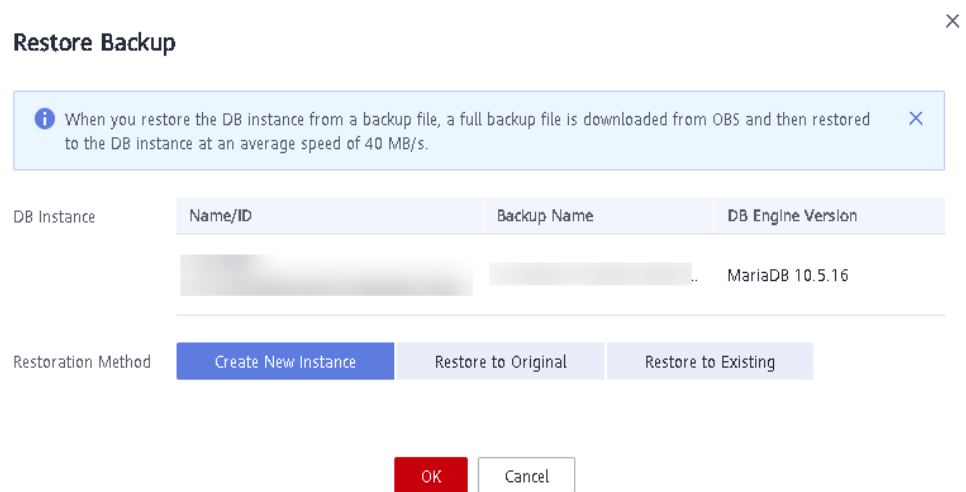 Restore Backup
When you restore the DB instance from a backup file, a full backup file is downloaded from OBS and then restored
to the DB instance at an average speed of 40 MB/s.
DB Instance
Name/ID Backup Name DB Engine Version
.. MariaDB 10.5.16
Restoration Method Create New Instance Restore to Original Restore to Existing
OK Cancel